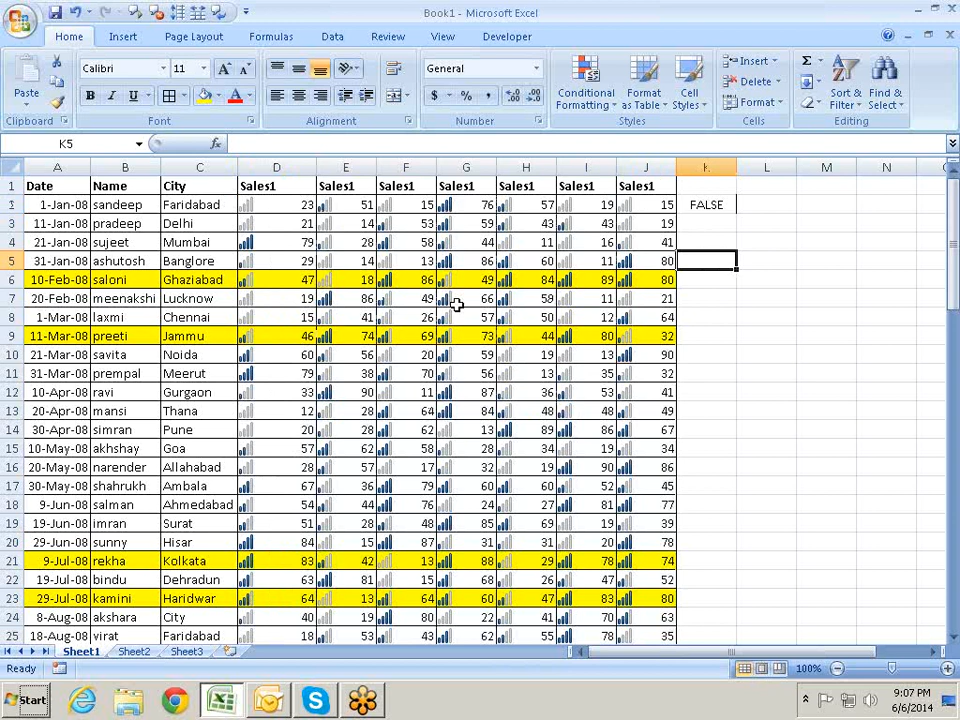 Book1 - Microsoft Excel
Home Insert Page Layout Formulas Data Review View Developer
Paste
Calibri 11
General
Conditional Formatting
Format as Table
Cell Styles
Insert
Delete
Format
Sort & Filter
Find & Select
Clipboard Font Alignment Number Styles Cells Editing
K5 fx
A B C D E F G H I J K L M N
1 Date Name City Sales1 Sales1 Sales1 Sales1 Sales1 Sales1 Sales1
2 1-Jan-08 sandeep Faridabad 23 51 15 76 57 19 15 FALSE
3 11-Jan-08 pradeep Delhi 21 14 53 59 43 43 19
4 21-Jan-08 sujeet Mumbai 79 28 58 44 11 16 41
5 31-Jan-08 ashutosh Banglore 29 14 13 86 60 11 80
6 10-Feb-08 saloni Ghaziabad 47 18 86 49 84 89 80
7 20-Feb-08 meenakshi Lucknow 19 86 49 66 58 11 21
8 1-Mar-08 laxmi Chennai 15 41 26 57 50 12 64
9 11-Mar-08 preeti Jammu 46 74 69 73 44 80 32
10 21-Mar-08 savita Noida 60 56 20 59 19 13 90
11 31-Mar-08 prempal Meerut 79 38 70 56 13 35 32
12 10-Apr-08 ravi Gurgaon 33 90 11 87 36 53 41
13 20-Apr-08 mansi Thana 12 28 64 84 48 48 49
14 30-Apr-08 simran Pune 20 28 62 13 89 86 67
15 10-May-08 akhshay Goa 57 62 58 28 34 19 34
16 20-May-08 narender Allahabad 28 57 17 32 19 90 86
17 30-May-08 shahrukh Ambala 67 36 79 60 60 52 45
18 9-Jun-08 salman Ahmedabad 54 44 76 24 27 81 77
19 19-Jun-08 imran Surat 51 28 48 85 69 19 39
20 29-Jun-08 sunny Hisar 84 15 87 31 31 20 78
21 9-Jul-08 rekha Kolkata 83 42 13 88 29 78 74
22 19-Jul-08 bindu Dehradun 63 81 15 68 26 47 52
23 29-Jul-08 kamini Haridwar 64 13 64 60 47 83 80
24 8-Aug-08 akshara City 40 19 80 22 41 70 63
25 18-Aug-08 virat Faridabad 18 53 43 62 55 78 35
Sheet1 Sheet2 Sheet3
Ready 100%
Start
9:07 PM
6/6/2014